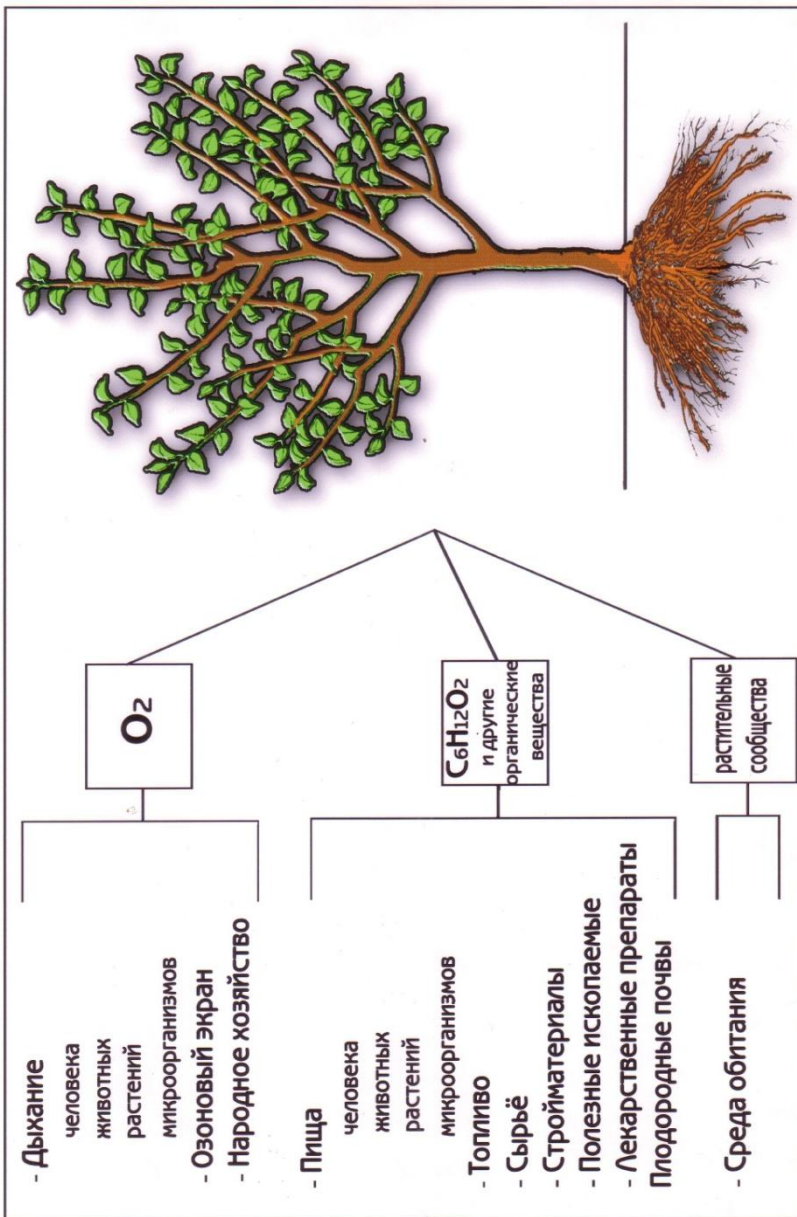 O₂
- Дыхание
человека
животных
растений
микроорганизмов
- Озоновый экран
- Народное хозяйство
C₆H₁₂O₂
и другие
органические
вещества
- Пища
человека
животных
растений
микроорганизмов
- Топливо
- Сырьё
- Стройматериалы
- Полезные ископаемые
- Лекарственные препараты
Плодородные почвы
растительные
сообщества
- Среда обитания